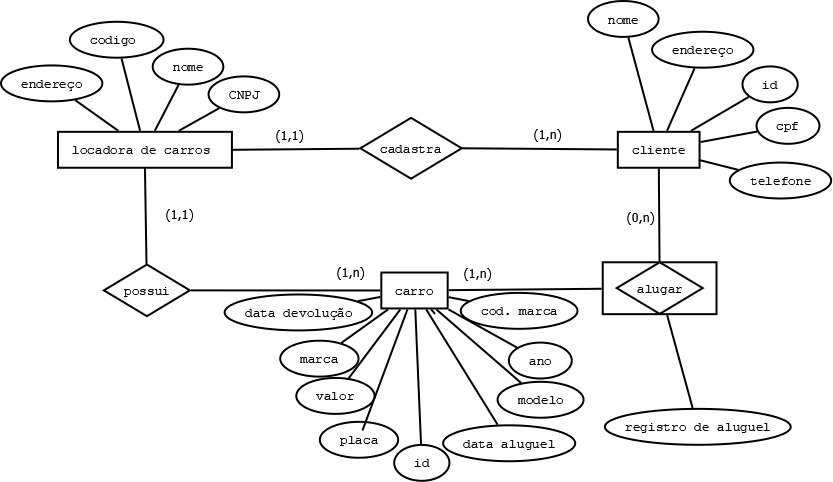 nome
codigo
endereço
nome
id
endereço
CNPJ
cpf
(1,1)
(1,n)
locadora de carros
cadastra
cliente
telefone
(1,1)
(0,n)
(1,n)
(1,n)
possui
carro
alugar
data devolução
cod. marca
marca
ano
valor
modelo
placa
data aluguel
registro de aluguel
id